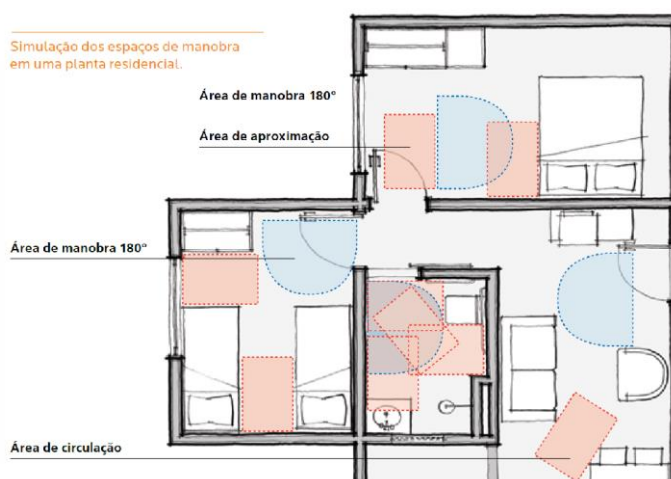 Simulação dos espaços de manobra
em uma planta residencial.
Área de manobra 180°
Área de aproximação
Área de manobra 180°
Área de circulação